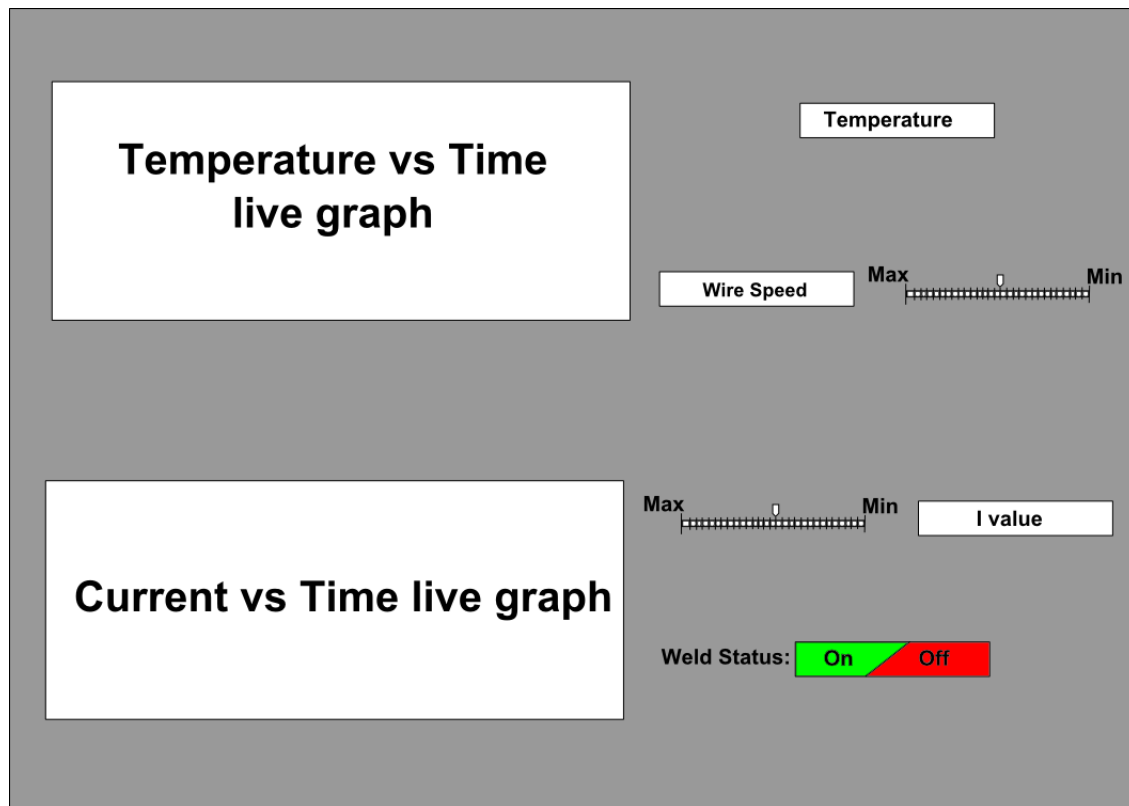 Temperature vs Time
live graph
Temperature
Wire Speed
Max
Min
Current vs Time live graph
Max
Min
I value
Weld Status:
On
Off